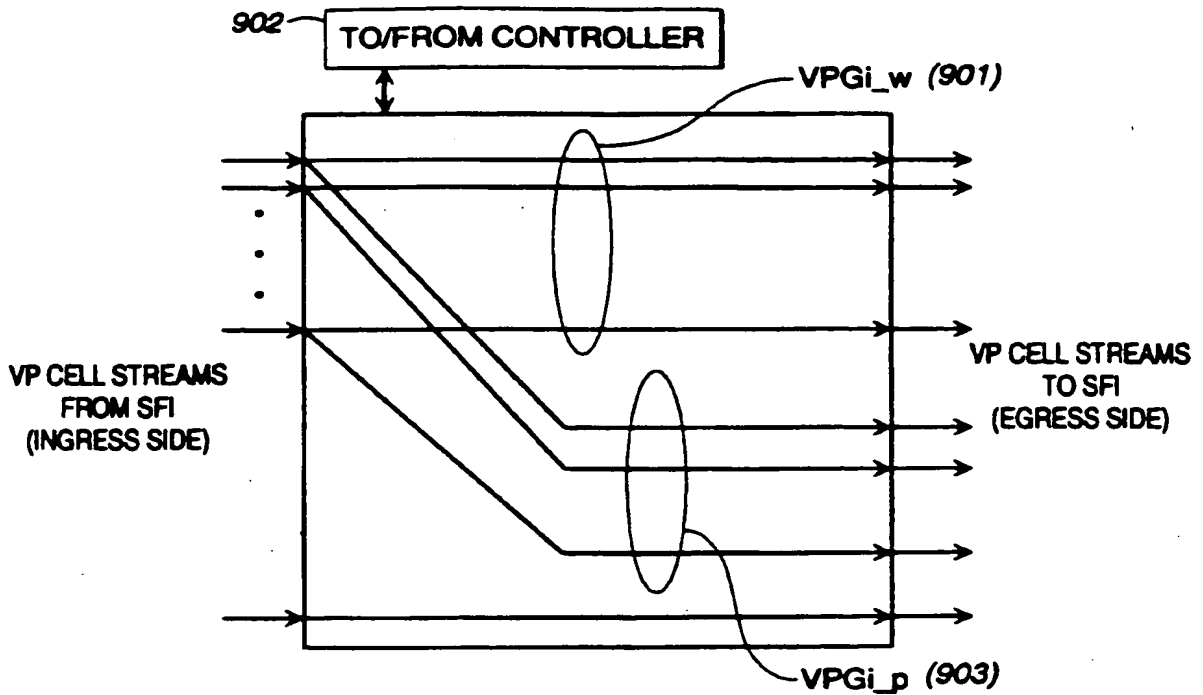 902
TO/FROM CONTROLLER
VPGi_w (901)
VP CELL STREAMS
FROM SFI
(INGRESS SIDE)
VP CELL STREAMS
TO SFI
(EGRESS SIDE)
VPGi_p (903)